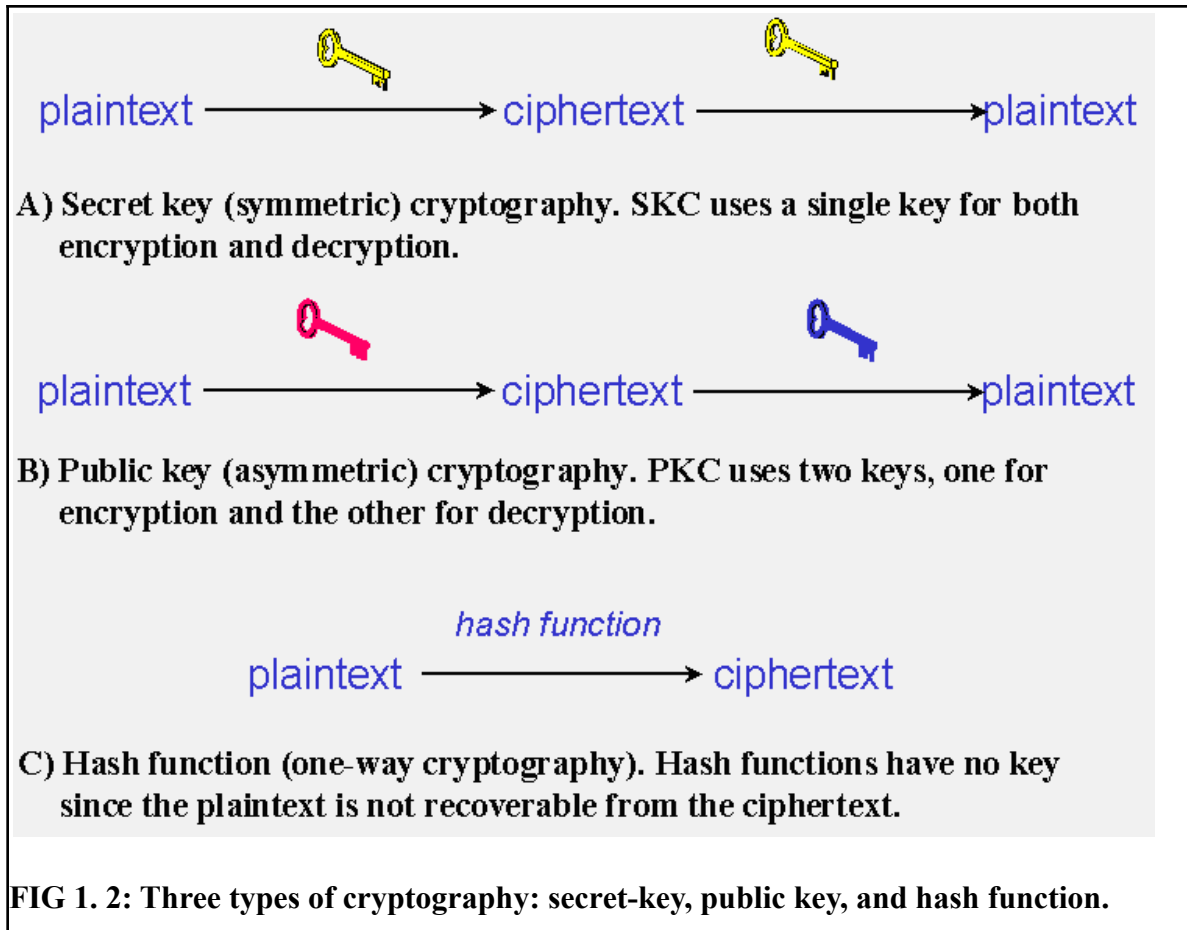 plaintext ciphertext plaintext
A) Secret key (symmetric) cryptography. SKC uses a single key for both
encryption and decryption.
plaintext ciphertext plaintext
B) Public key (asymmetric) cryptography. PKC uses two keys, one for
encryption and the other for decryption.
hash function
plaintext ciphertext
C) Hash function (one-way cryptography). Hash functions have no key
since the plaintext is not recoverable from the ciphertext.
FIG 1. 2: Three types of cryptography: secret-key, public key, and hash function.